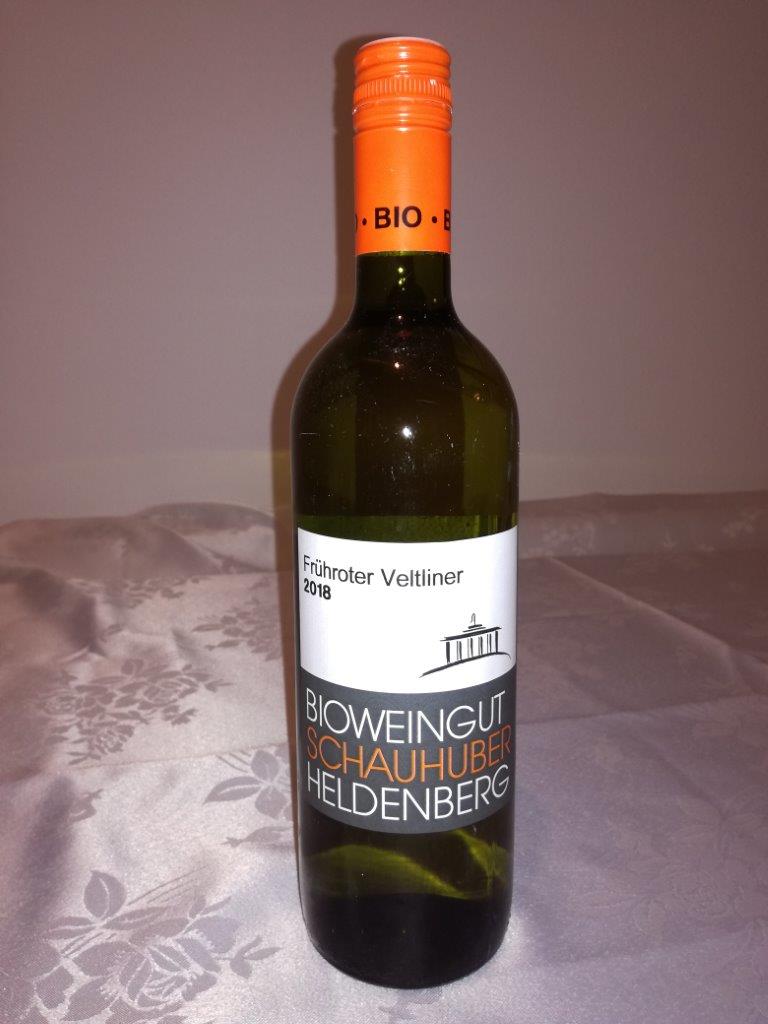 • BIO •
Frühroter Veltliner
2018
BIOWEINGUT
SCHAUHUBER
HELDENBERG